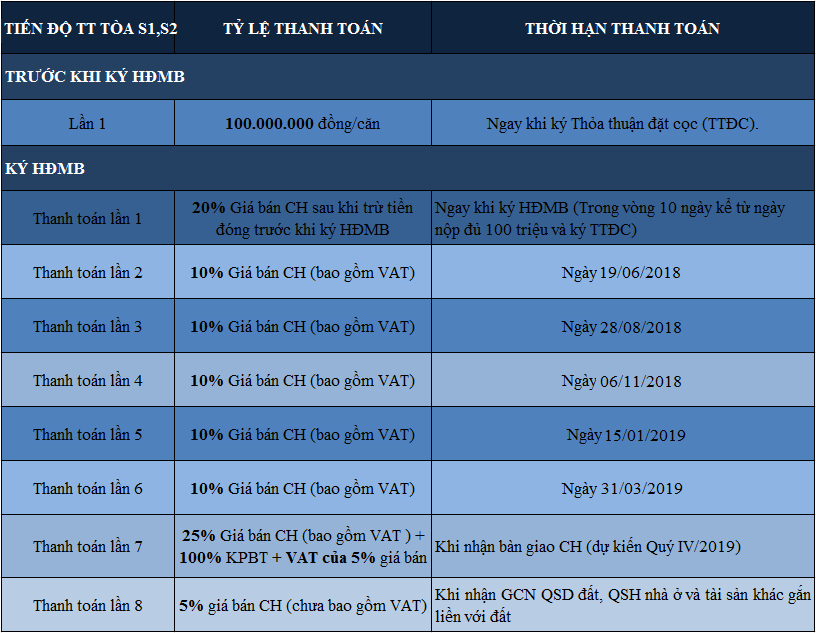 TIẾN ĐỘ TT TÒA S1,S2
TỶ LỆ THANH TOÁN
THỜI HẠN THANH TOÁN
TRƯỚC KHI KÝ HĐMB
Lần 1
100.000.000 đồng/căn
Ngay khi ký Thỏa thuận đặt cọc (TTĐC).
KÝ HĐMB
Thanh toán lần 1
20% Giá bán CH sau khi trừ tiền
đóng trước khi ký HĐMB
Ngay khi ký HĐMB (Trong vòng 10 ngày kể từ ngày
nộp đủ 100 triệu và ký TTĐC)
Thanh toán lần 2
10% Giá bán CH (bao gồm VAT)
Ngày 19/06/2018
Thanh toán lần 3
10% Giá bán CH (bao gồm VAT)
Ngày 28/08/2018
Thanh toán lần 4
10% Giá bán CH (bao gồm VAT)
Ngày 06/11/2018
Thanh toán lần 5
10% Giá bán CH (bao gồm VAT)
Ngày 15/01/2019
Thanh toán lần 6
10% Giá bán CH (bao gồm VAT)
Ngày 31/03/2019
Thanh toán lần 7
25% Giá bán CH (bao gồm VAT ) +
100% KPBT + VAT của 5% giá bán
Khi nhận bàn giao CH (dự kiến Quý IV/2019)
Thanh toán lần 8
5% giá bán CH (chưa bao gồm VAT)
Khi nhận GCN QSD đất, QSH nhà ở và tài sản khác gắn
liền với đất